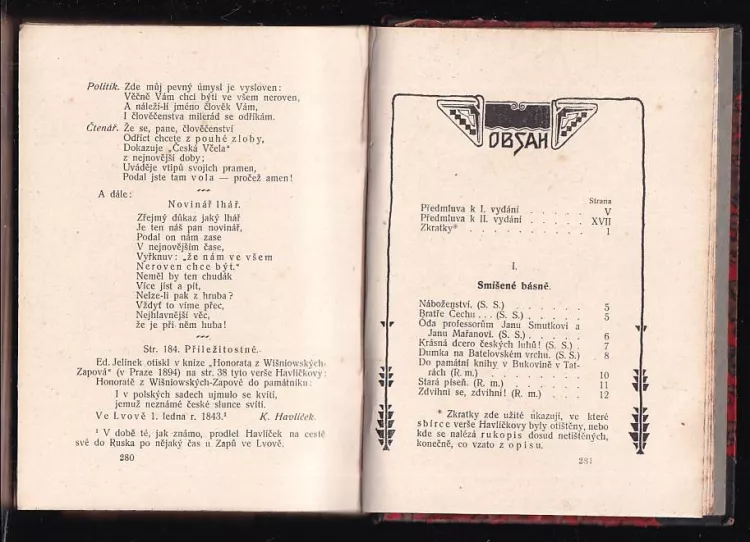 Politik. Zde můj pevný úmysl je vysloven:
Věčně Vám chci býti ve všem neroven,
A náleží-li jméno člověk Vám,
I člověčenstva milerád se odříkám.
Čtenář. Že se, pane, člověčenství
Odříct chcete z pouhé zloby,
Dokazuje „Česká Včela“
z nejnovější doby;
Uváděje vtipů svojich pramen,
Podal jste tam vola — pročež amen!
A dále:
Novinář lhář.
Zřejmý důkaz jaký lhář
Je ten náš pan novinář,
Podal on nám zase
V nejnovějším čase,
Vyřknuv: „že nám ve všem
Neroven chce být.“
Neměl by ten chudák
Více jíst a pít,
Nelze-li pak z hruba?
Vždyť to víme přec,
Nejhlavnější věc,
že je při něm huba!
Str. 184. Příležitostné.
Ed. Jelínek otiskl v knize „Honorata z Wiśniowských-
Zapová“ (v Praze 1894) na str. 38 tyto verše Havlíčkovy:
Honoratě z Wiśniowských-Zapové do památníku:
I v polských sadech ujmulo se kvítí,
jemuž neznámé české slunce svítí.
Ve Lvově 1. ledna r. 1843.¹ K. Havlíček.
¹ V době té, jak známo, prodlel Havlíček na cestě
své do Ruska po nějaký čas u Zapů ve Lvově.
280
OBSAH
Strana
Předmluva k I. vydání . . . . . V
Předmluva k II. vydání . . . . . XVII
Zkratky* . . . . . . . . . . 1
I.
Smíšené básně.
Náboženství. (S. S.) . . . . . . 5
Bratře Čechu . . . (S. S.) . . . . . 5
Óda professorům Janu Smutkovi a
Janu Mařanovi. (S. S.) . . . . . 6
Krásná dcero českých luhů! (S. S.) . 7
Dumka na Batelovském vrchu. (S. S.) 8
Do památní knihy v Bukovině v Tat-
rách (R. m.) . . . . . . . 10
Stará píseň. (R. m.) . . . . . . 11
Zdvihni se, zdvihni! (R. m.) . . . . 12
* Zkratky zde užité ukazují, ve které
sbírce verše Havlíčkovy byly otištěny, nebo
kde se nalézá rukopis dosud netištěných,
konečně, co vzato z opisu.
281